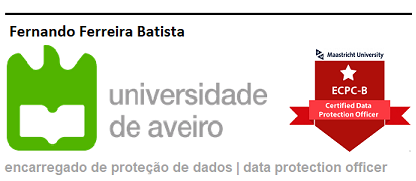 Fernando Ferreira Batista
universidade
de aveiro
Maastricht University
ECPC-B
Certified Data
Protection Officer
encarregado de proteção de dados | data protection officer